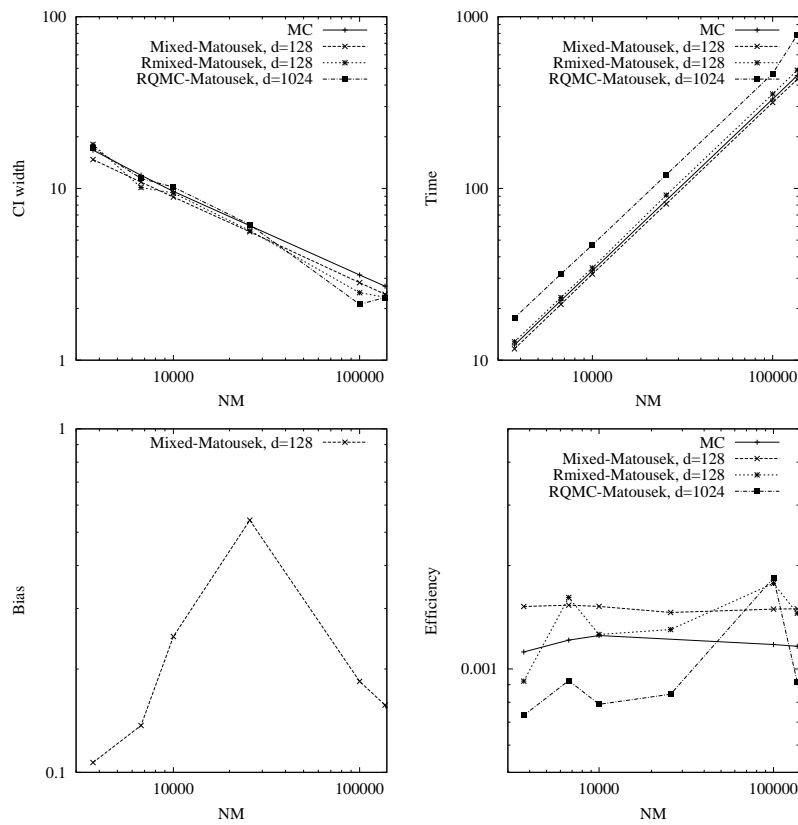 100
10
1
10000
100000
CI width
NM
MC
Mixed-Matousek, d=128
Rmixed-Matousek, d=128
RQMC-Matousek, d=1024
1000
100
10
10000
100000
Time
NM
MC
Mixed-Matousek, d=128
Rmixed-Matousek, d=128
RQMC-Matousek, d=1024
1
0.1
10000
100000
Bias
NM
Mixed-Matousek, d=128
0.001
10000
100000
Efficiency
NM
MC
Mixed-Matousek, d=128
Rmixed-Matousek, d=128
RQMC-Matousek, d=1024